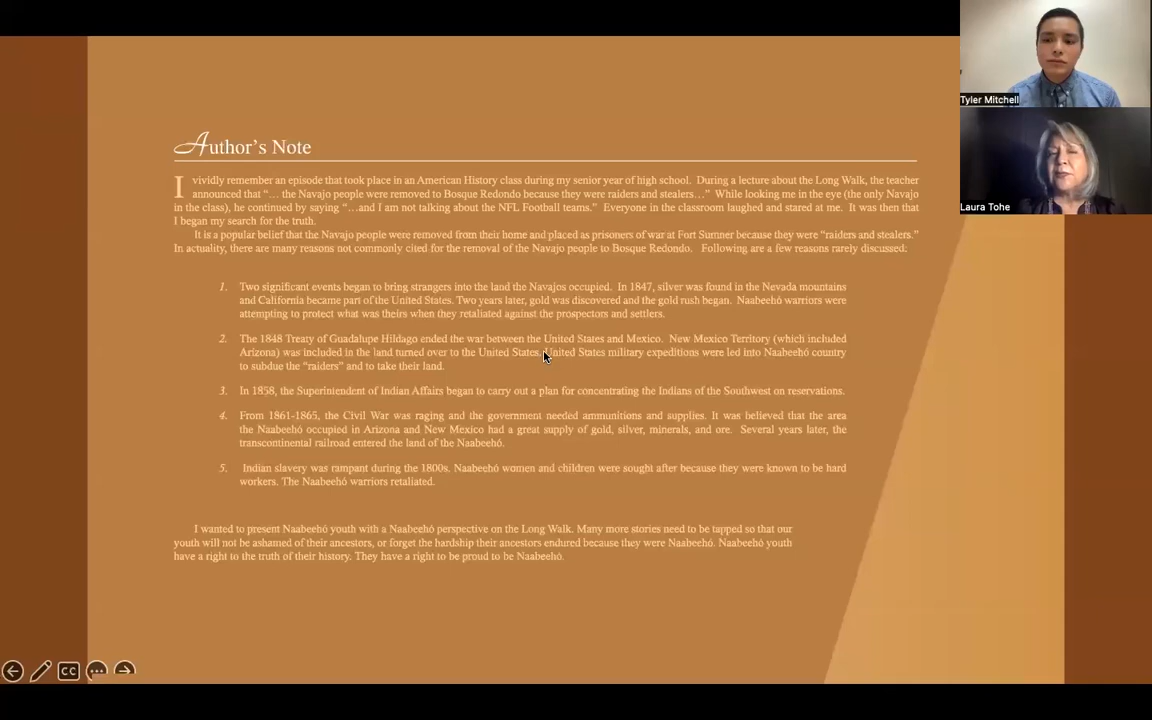 Author's Note
I vividly remember an episode that took place in an American History class during my senior year of high school. During a lecture about the Long Walk, the teacher
announced that "… the Navajo people were removed to Bosque Redondo because they were raiders and stealers…" While looking me in the eye (the only Navajo
in the class), he continued by saying "…and I am not talking about the NFL Football teams." Everyone in the classroom laughed and stared at me. It was then that
I began my search for the truth.
It is a popular belief that the Navajo people were removed from their home and placed as prisoners of war at Fort Sumner because they were "raiders and stealers."
In actuality, there are many reasons not commonly cited for the removal of the Navajo people to Bosque Redondo. Following are a few reasons rarely discussed:
1. Two significant events began to bring strangers into the land the Navajos occupied. In 1847, silver was found in the Nevada mountains
and California became part of the United States. Two years later, gold was discovered and the gold rush began. Naabeehó warriors were
attempting to protect what was theirs when they retaliated against the prospectors and settlers.
2. The 1848 Treaty of Guadalupe Hildago ended the war between the United States and Mexico. New Mexico Territory (which included
Arizona) was included in the land turned over to the United States. United States military expeditions were led into Naabeehó country
to subdue the "raiders" and to take their land.
3. In 1858, the Superiniendent of Indian Affairs began to carry out a plan for concentrating the Indians of the Southwest on reservations.
4. From 1861-1865, the Civil War was raging and the government needed ammunitions and supplies. It was believed that the area
the Naabeehó occupied in Arizona and New Mexico had a great supply of gold, silver, minerals, and ore. Several years later, the
transcontinental railroad entered the land of the Naabeehó.
5. Indian slavery was rampant during the 1800s. Naabeehó women and children were sought after because they were known to be hard
workers. The Naabeehó warriors retaliated.
I wanted to present Naabeehó youth with a Naabeehó perspective on the Long Walk. Many more stories need to be tapped so that our
youth will not be ashamed of their ancestors, or forget the hardship their ancestors endured because they were Naabeehó. Naabeehó youth
have a right to the truth of their history. They have a right to be proud to be Naabeehó.
Tyler Mitchell
Laura Tohe
CC